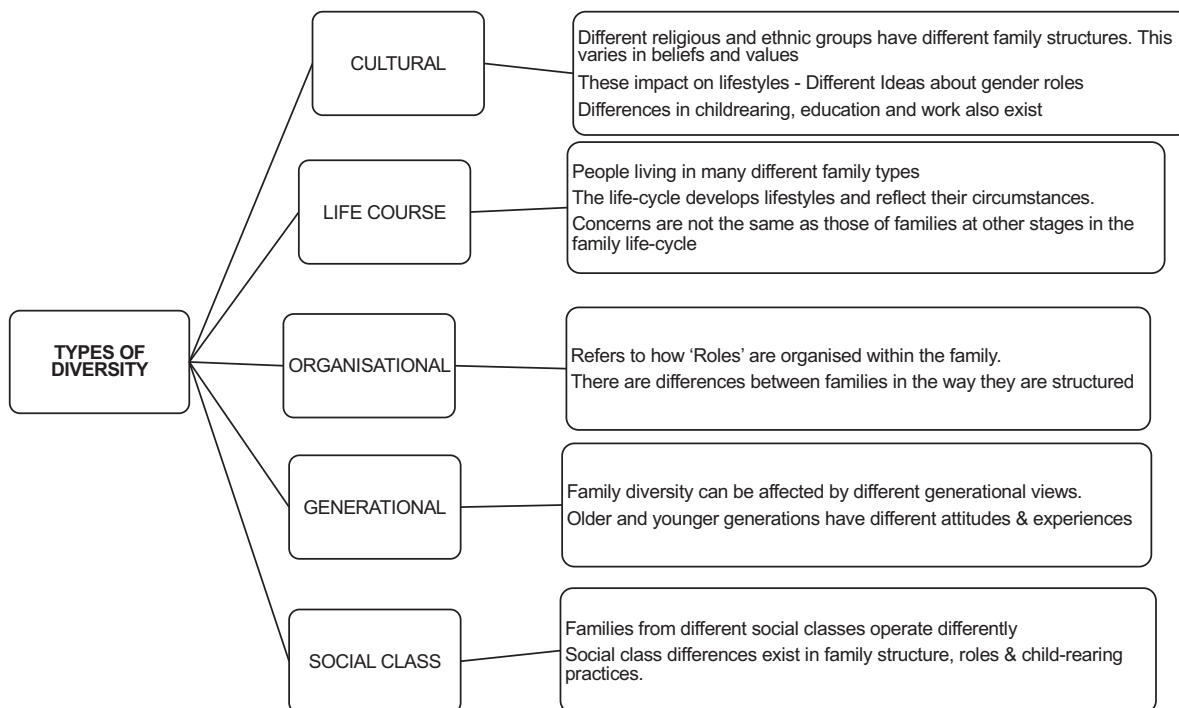 TYPES OF
DIVERSITY
CULTURAL
Different religious and ethnic groups have different family structures. This
varies in beliefs and values
These impact on lifestyles - Different Ideas about gender roles
Differences in childrearing, education and work also exist
LIFE COURSE
People living in many different family types
The life-cycle develops lifestyles and reflect their circumstances.
Concerns are not the same as those of families at other stages in the
family life-cycle
ORGANISATIONAL
Refers to how ‘Roles’ are organised within the family.
There are differences between families in the way they are structured
GENERATIONAL
Family diversity can be affected by different generational views.
Older and younger generations have different attitudes & experiences
SOCIAL CLASS
Families from different social classes operate differently
Social class differences exist in family structure, roles & child-rearing
practices.